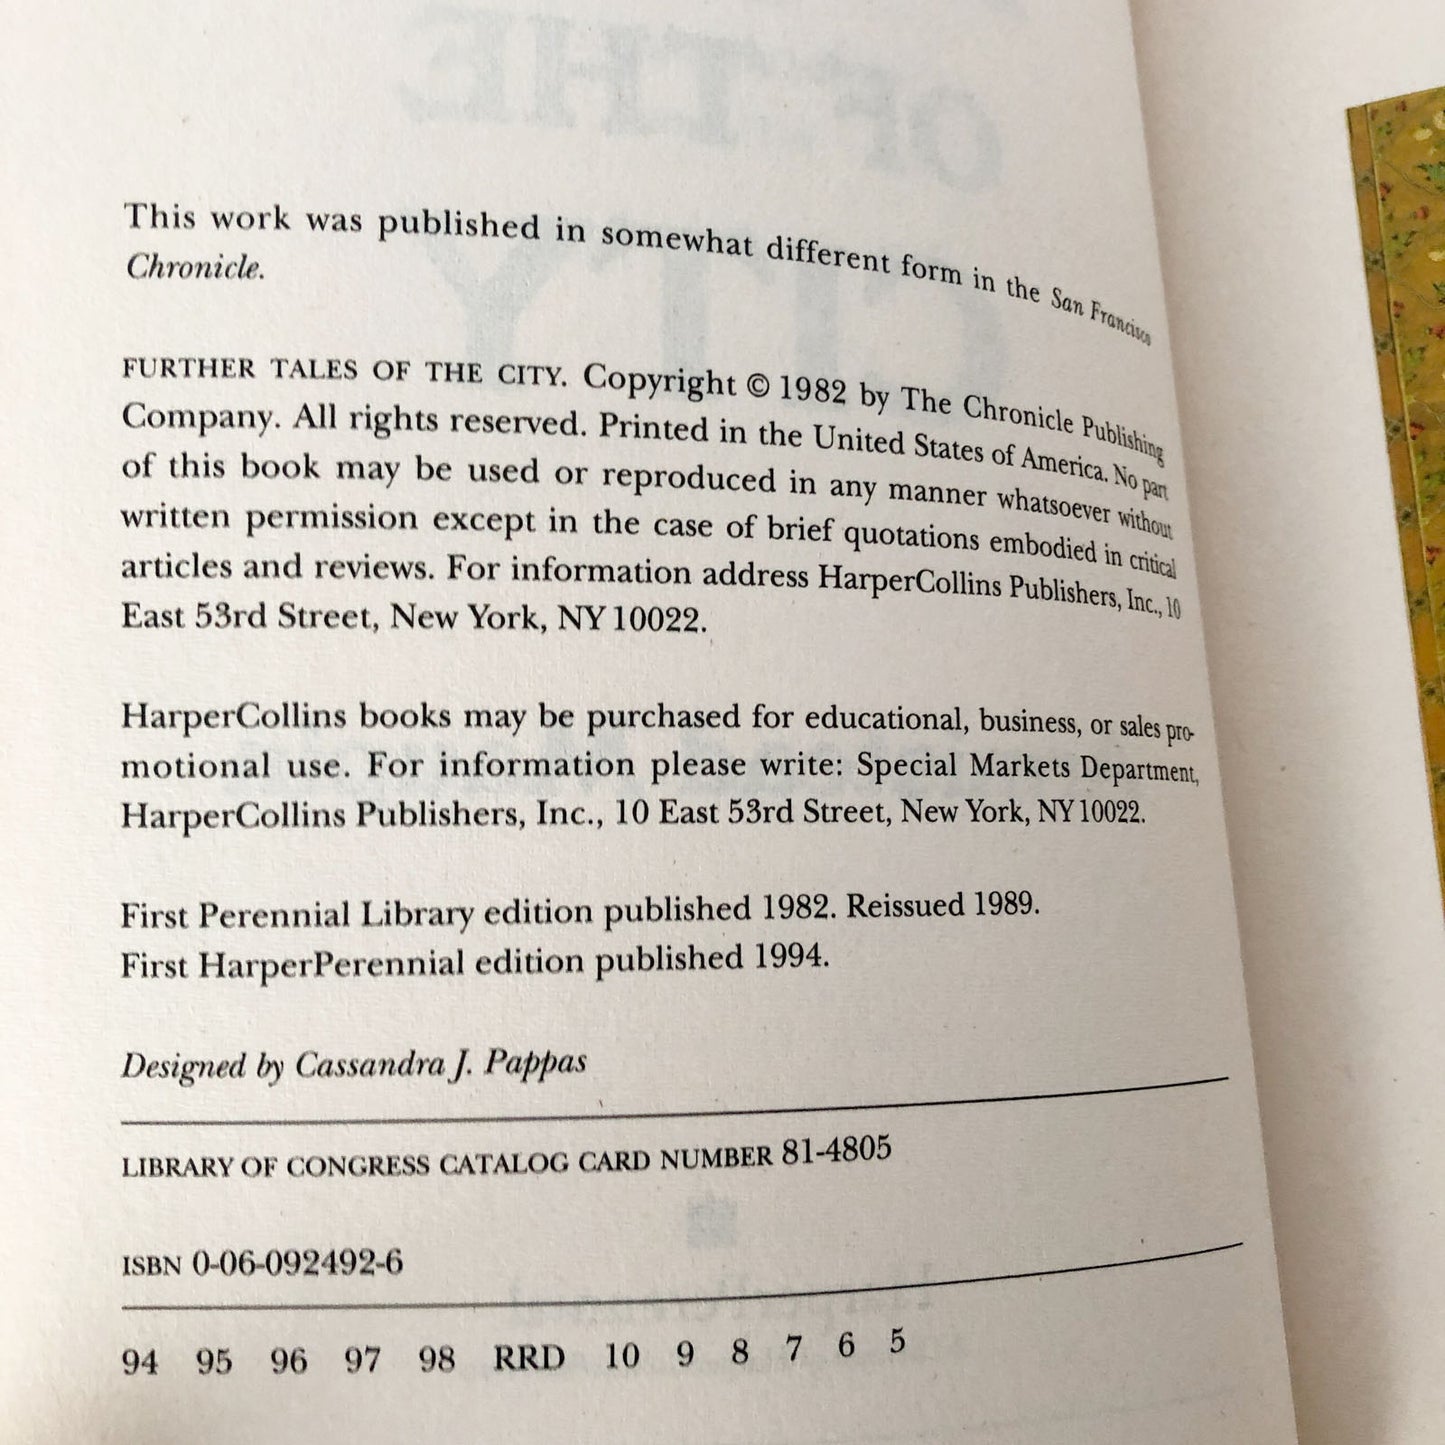 This work was published in somewhat different form in the San Francisco
Chronicle.
FURTHER TALES OF THE CITY. Copyright © 1982 by The Chronicle Publishing
Company. All rights reserved. Printed in the United States of America. No part
of this book may be used or reproduced in any manner whatsoever without
written permission except in the case of brief quotations embodied in critical
articles and reviews. For information address HarperCollins Publishers, Inc., 10
East 53rd Street, New York, NY 10022.
HarperCollins books may be purchased for educational, business, or sales pro-
motional use. For information please write: Special Markets Department,
HarperCollins Publishers, Inc., 10 East 53rd Street, New York, NY 10022.
First Perennial Library edition published 1982. Reissued 1989.
First HarperPerennial edition published 1994.
Designed by Cassandra J. Pappas
LIBRARY OF CONGRESS CATALOG CARD NUMBER 81-4805
ISBN 0-06-092492-6
94 95 96 97 98 RRD 10 9 8 7 6 5